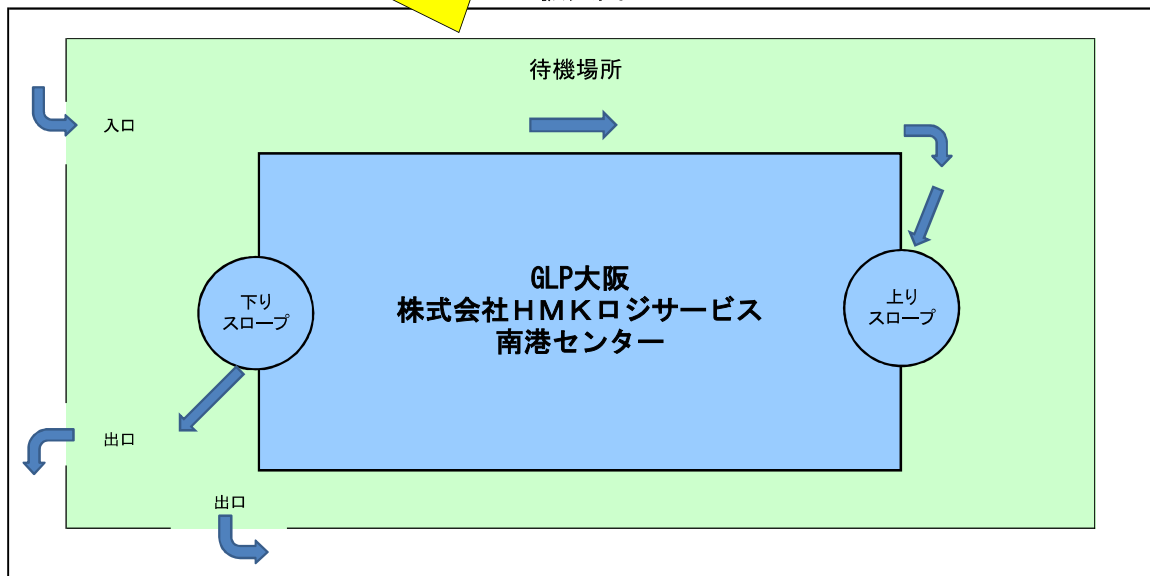 待機場所
入口
GLP大阪
株式会社ＨＭＫロジサービス
南港センター
下り
スロープ
上り
スロープ
出口
出口